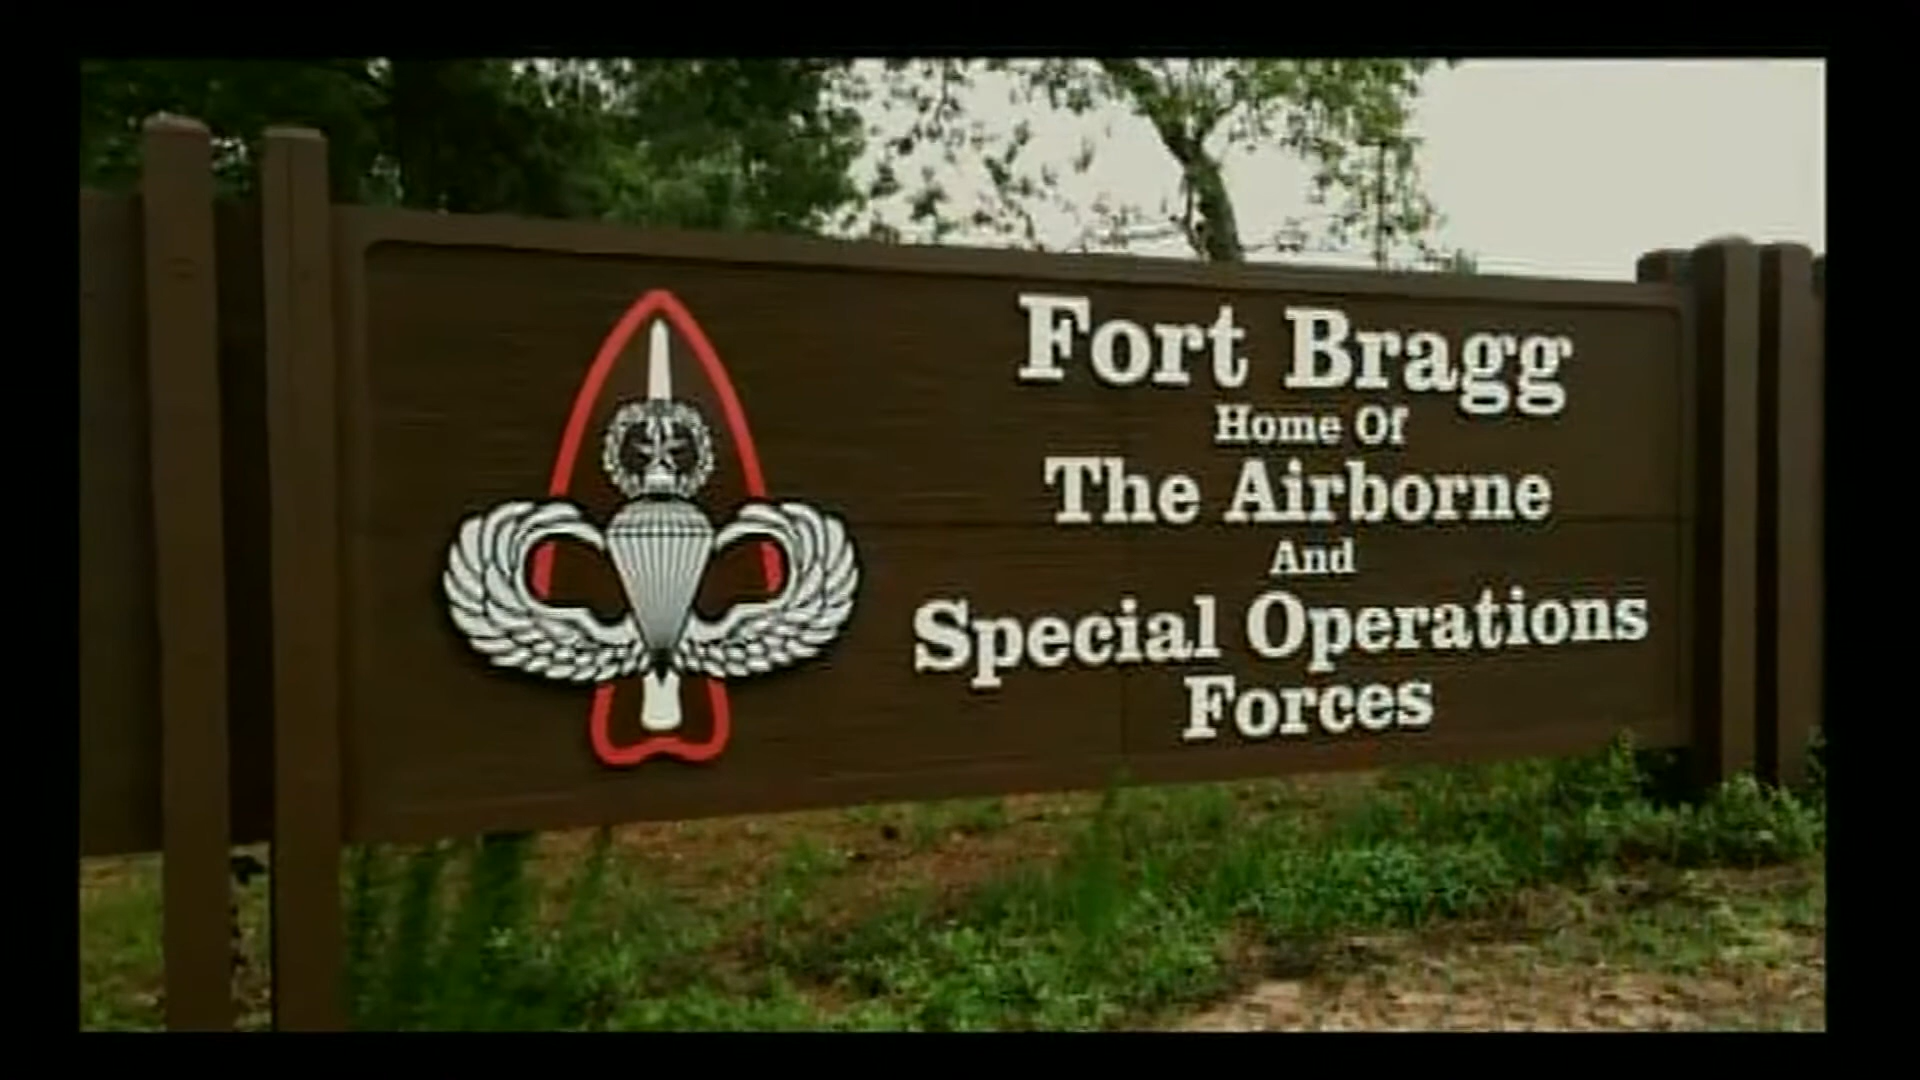 Fort Bragg
Home Of
The Airborne
And
Special Operations
Forces